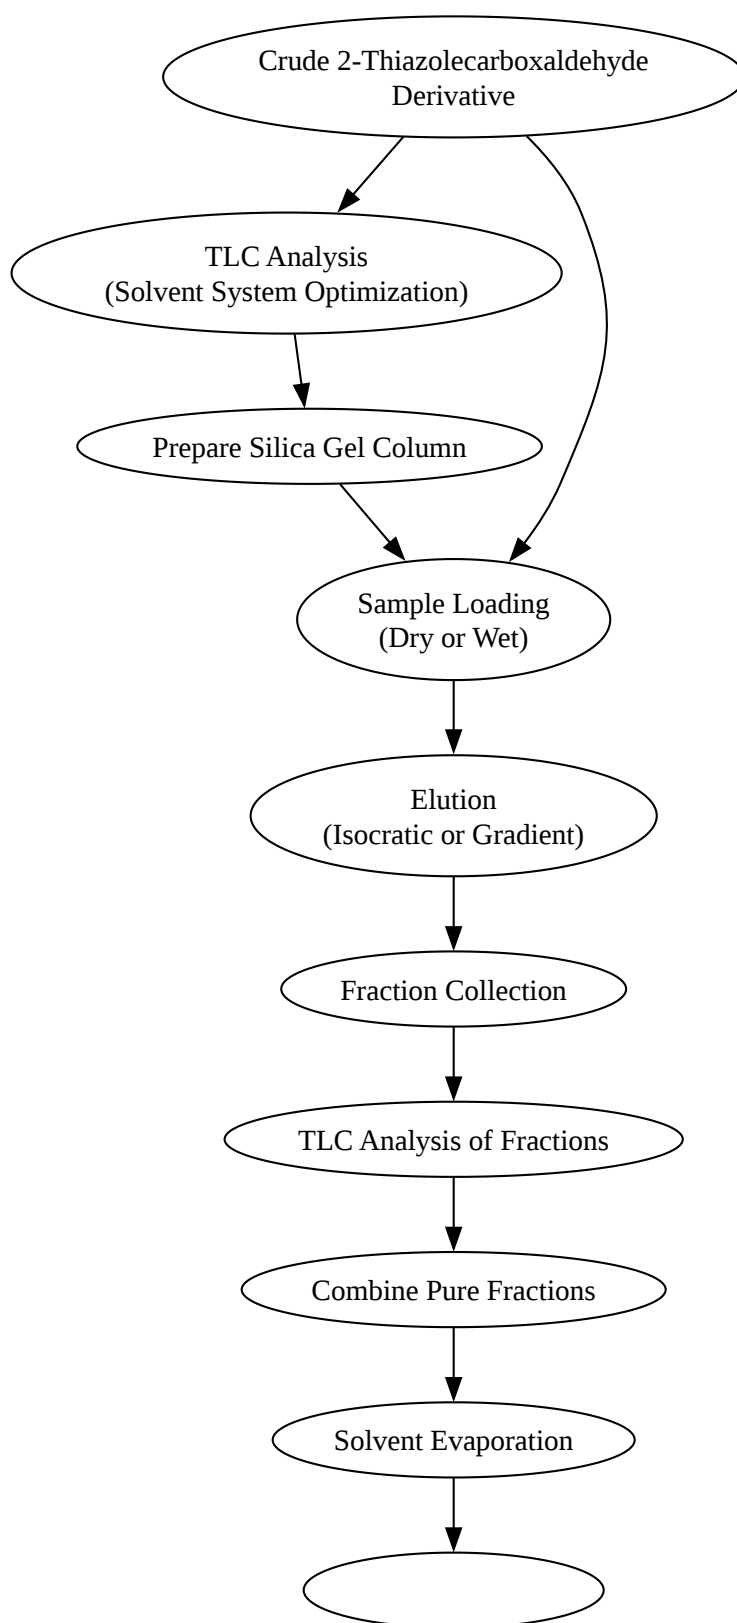 Crude 2-Thiazolecarboxaldehyde
Derivative
TLC Analysis
(Solvent System Optimization)
Prepare Silica Gel Column
Sample Loading
(Dry or Wet)
Elution
(Isocratic or Gradient)
Fraction Collection
TLC Analysis of Fractions
Combine Pure Fractions
Solvent Evaporation